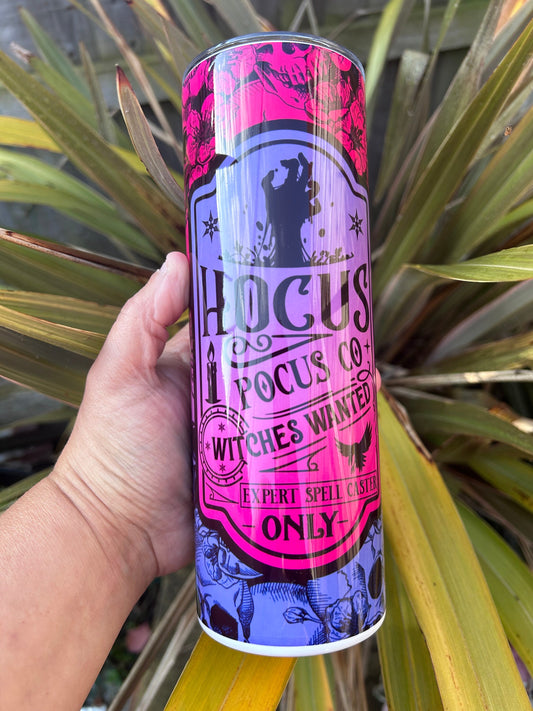 HOCUS
POCUS CO
WITCHES WANTED
EXPERT SPELL CASTER
-ONLY-